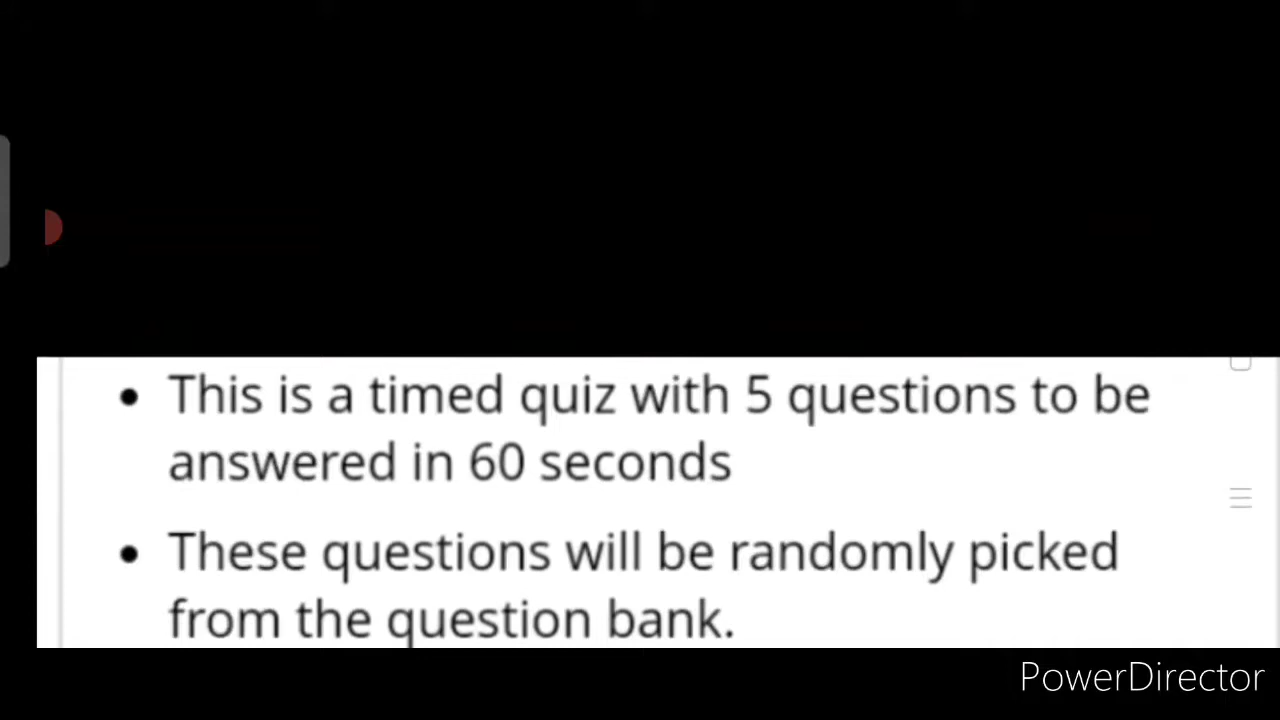 This is a timed quiz with 5 questions to be
answered in 60 seconds
These questions will be randomly picked
from the question bank.
PowerDirector